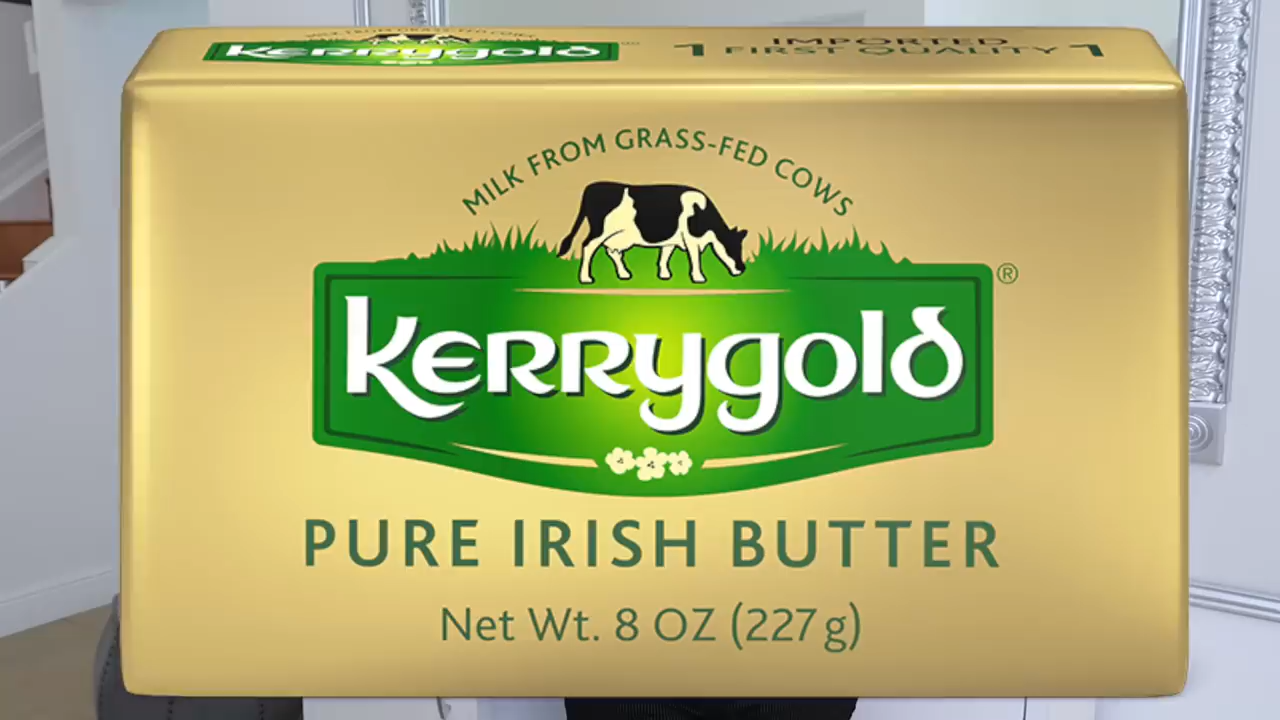 Kerrygold
1 IMPORTED 1
FIRST QUALITY
MILK FROM GRASS-FED COWS
Kerrygold®
PURE IRISH BUTTER
Net Wt. 8 OZ (227g)